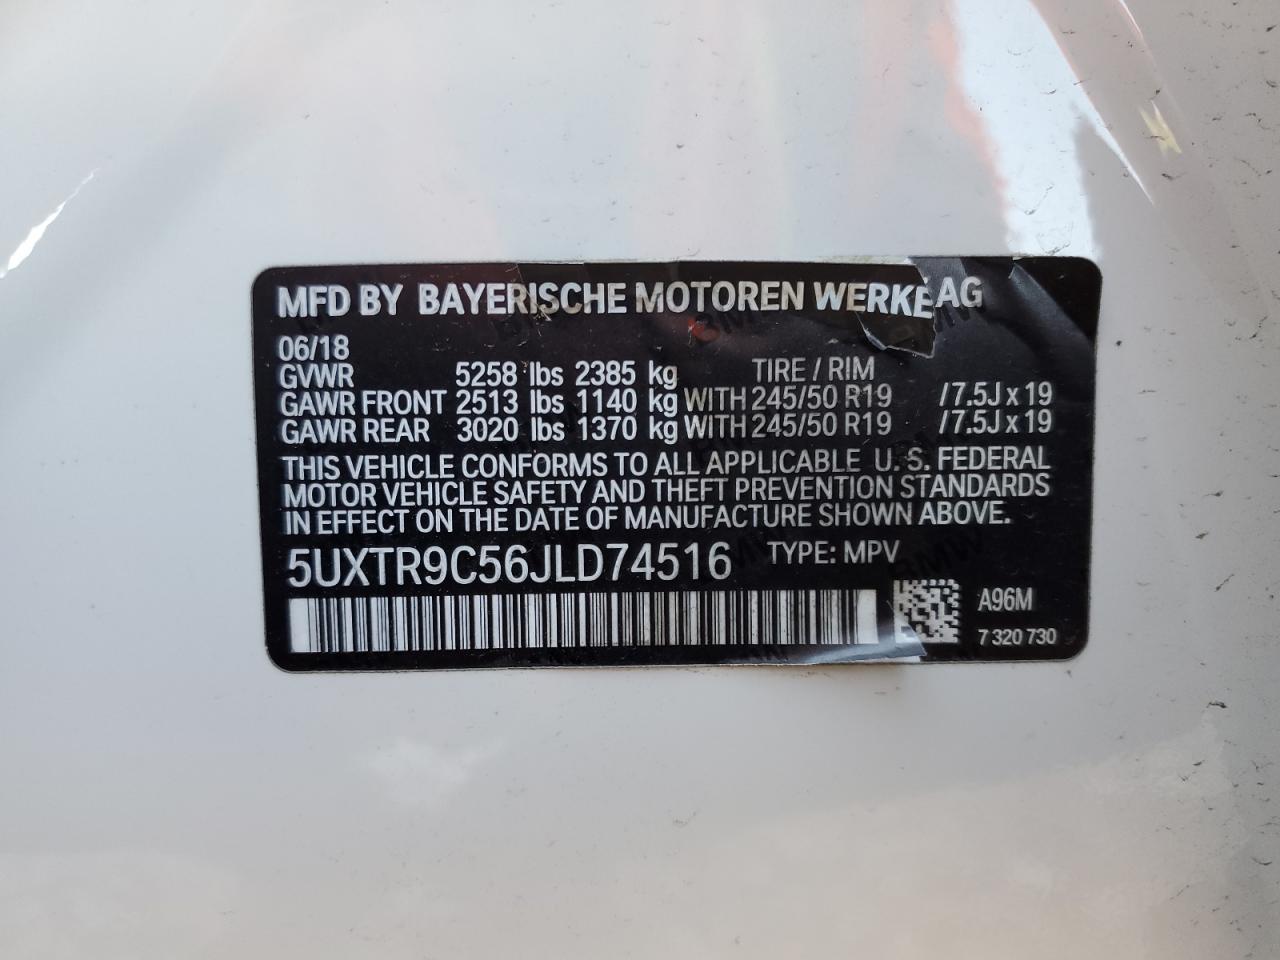 MFD BY BAYERISCHE MOTOREN WERKE AG
06/18
GVWR 5258 lbs 2385 kg TIRE / RIM
GAWR FRONT 2513 lbs 1140 kg WITH 245/50 R19 /7.5J x 19
GAWR REAR 3020 lbs 1370 kg WITH 245/50 R19 /7.5J x 19
THIS VEHICLE CONFORMS TO ALL APPLICABLE U. S. FEDERAL
MOTOR VEHICLE SAFETY AND THEFT PREVENTION STANDARDS
IN EFFECT ON THE DATE OF MANUFACTURE SHOWN ABOVE.
5UXTR9C56JLD74516 TYPE: MPV
A96M
7 320 730